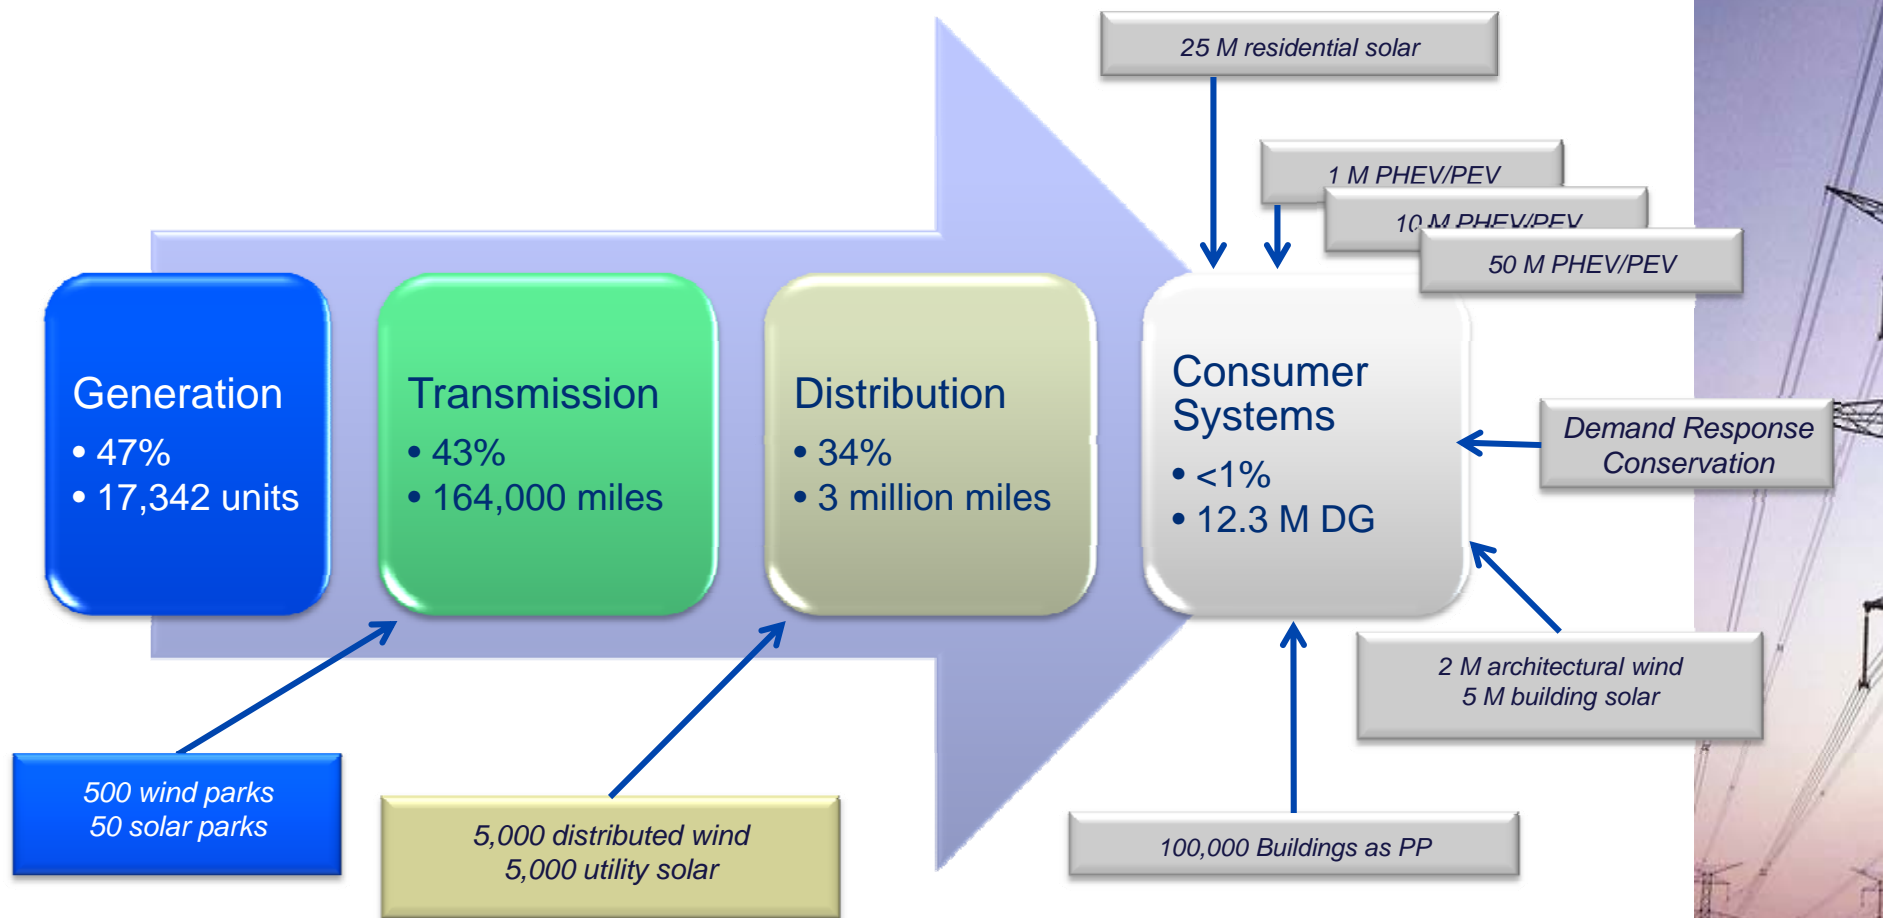 25 M residential solar
1 M PHEV/PEV
10 M PHEV/PEV
50 M PHEV/PEV
Generation
• 47%
• 17,342 units
Transmission
• 43%
• 164,000 miles
Distribution
• 34%
• 3 million miles
Consumer
Systems
• <1%
• 12.3 M DG
Demand Response
Conservation
2 M architectural wind
5 M building solar
500 wind parks
50 solar parks
5,000 distributed wind
5,000 utility solar
100,000 Buildings as PP